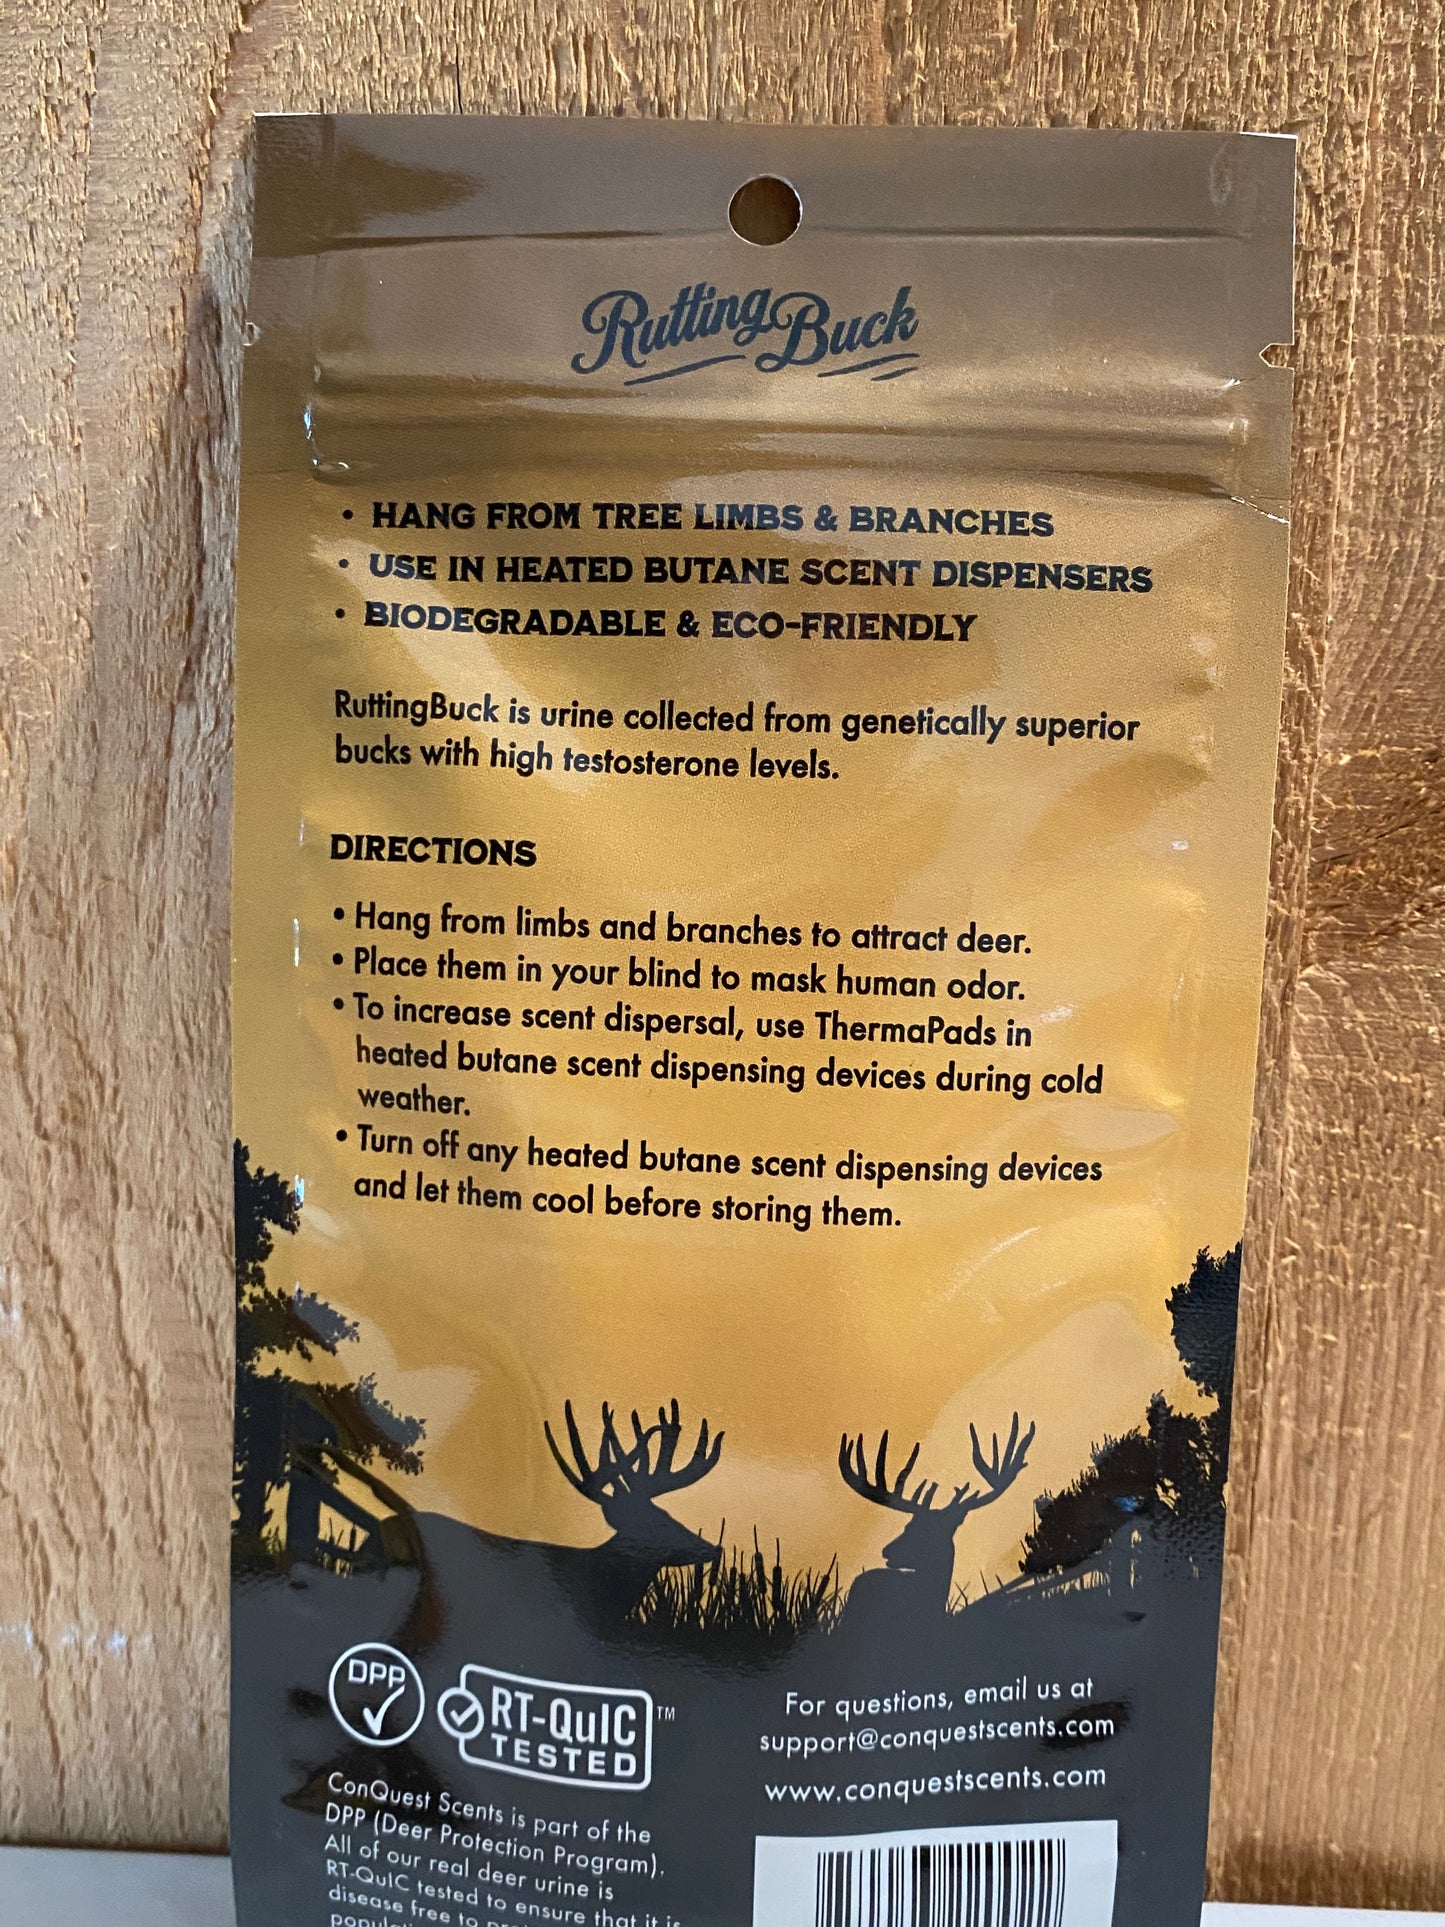 RuttingBuck
• HANG FROM TREE LIMBS & BRANCHES
• USE IN HEATED BUTANE SCENT DISPENSERS
• BIODEGRADABLE & ECO-FRIENDLY
RuttingBuck is urine collected from genetically superior
bucks with high testosterone levels.
DIRECTIONS
• Hang from limbs and branches to attract deer.
• Place them in your blind to mask human odor.
• To increase scent dispersal, use ThermaPads in
heated butane scent dispensing devices during cold
weather.
• Turn off any heated butane scent dispensing devices
and let them cool before storing them.
DPP
RT-QuIC™
TESTED
ConQuest Scents is part of the
DPP (Deer Protection Program).
All of our real deer urine is
RT-QuIC tested to ensure that it is
disease free to
For questions, email us at
support@conquestscents.com
www.conquestscents.com